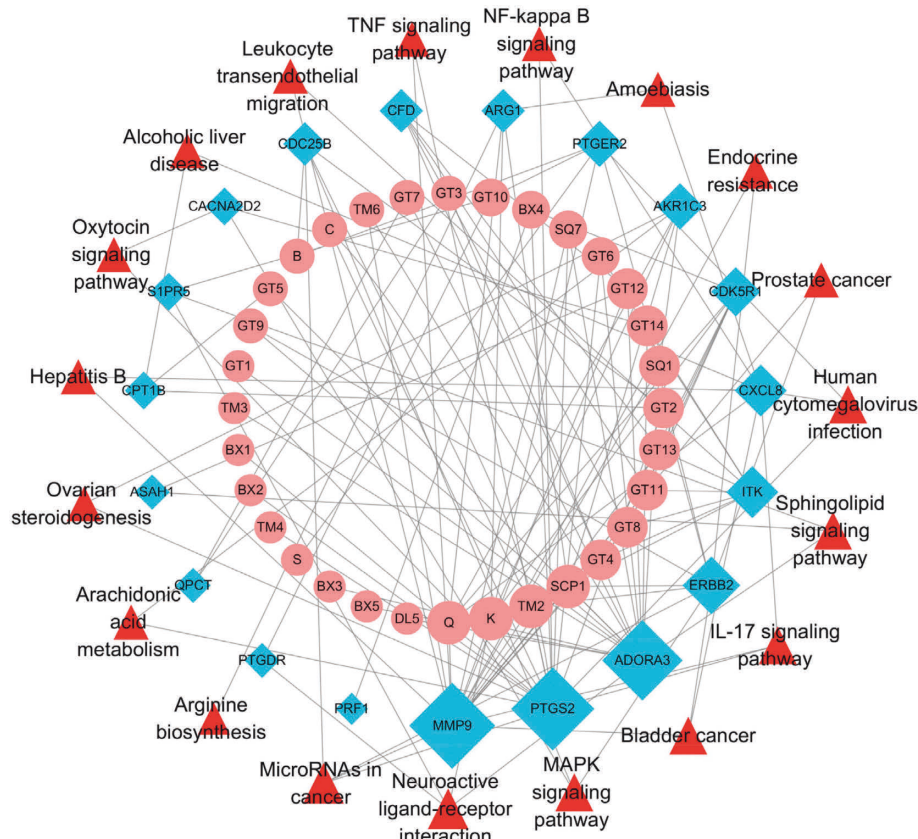 TNF signaling
pathway
NF-kappa B
signaling
pathway
Leukocyte
transendothelial
migration
Amoebiasis
Alcoholic liver
disease
Endocrine
resistance
Oxytocin
signaling
pathway
Prostate cancer
Hepatitis B
Human
cytomegalovirus
infection
Ovarian
steroidogenesis
Sphingolipid
signaling
pathway
Arachidonic
acid
metabolism
IL-17 signaling
pathway
Arginine
biosynthesis
Bladder cancer
MicroRNAs in
cancer
Neuroactive
ligand-receptor
interaction
MAPK
signaling
pathway
CFD
ARG1
CDC25B
PTGER2
CACNA2D2
AKR1C3
S1PR5
CDK5R1
CPT1B
CXCL8
ASAH1
ITK
QPCT
ERBB2
PTGDR
ADORA3
PRF1
MMP9
PTGS2
GT3
GT10
BX4
SQ7
GT6
GT12
GT14
SQ1
GT2
GT13
GT11
GT8
GT4
SCP1
TM2
K
Q
DL5
BX5
BX3
S
TM4
BX2
BX1
TM3
GT1
GT9
GT5
B
C
TM6
GT7